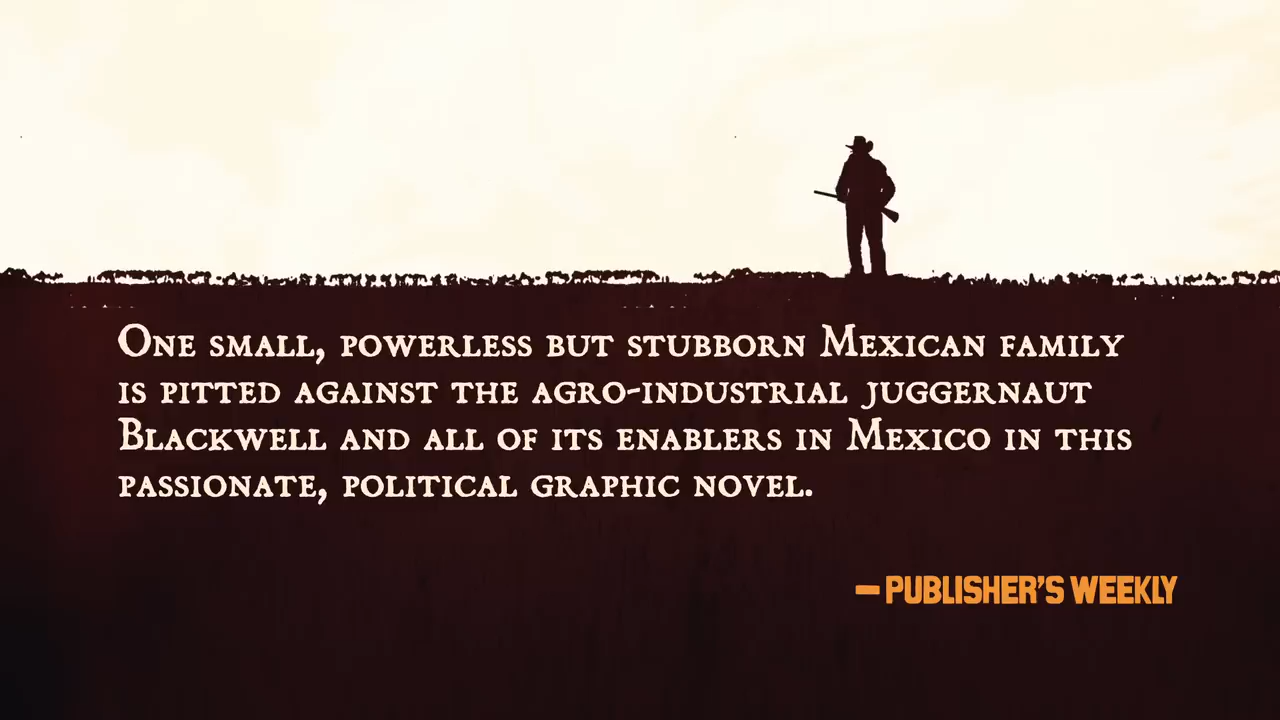 One small, powerless but stubborn Mexican family
is pitted against the agro-industrial juggernaut
Blackwell and all of its enablers in Mexico in this
passionate, political graphic novel.
– PUBLISHER'S WEEKLY